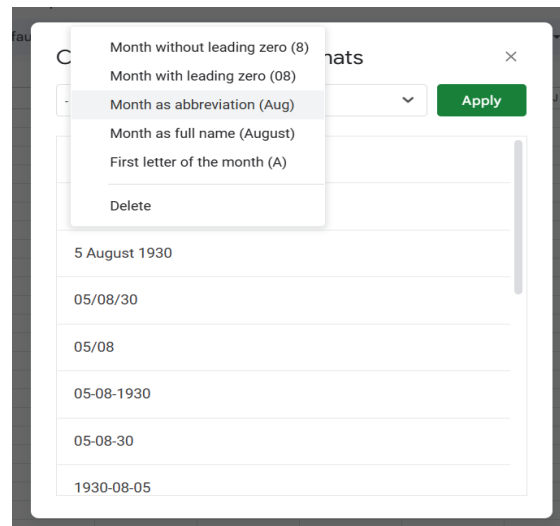 fau
Month without leading zero (8)
C
mats
Month with leading zero (08)
Month as abbreviation (Aug)
Apply
Month as full name (August)
First letter of the month (A)
Delete
5 August 1930
05/08/30
05/08
05-08-1930
05-08-30
1930-08-05